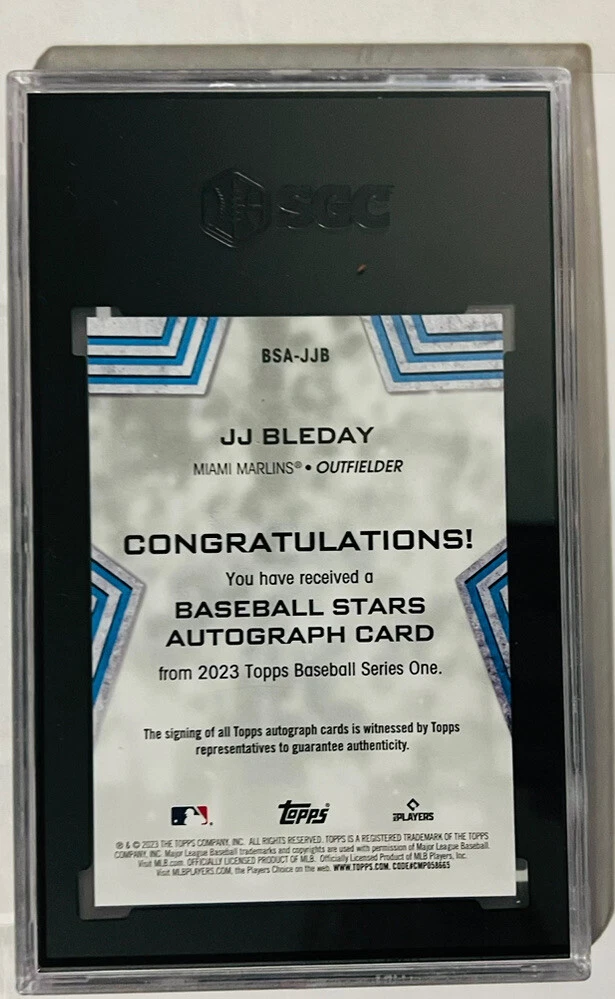 SGC
BSA-JJB
JJ BLEDAY
MIAMI MARLINS® • OUTFIELDER
CONGRATULATIONS!
You have received a
BASEBALL STARS
AUTOGRAPH CARD
from 2023 Topps Baseball Series One.
The signing of all Topps autograph cards is witnessed by Topps
representatives to guarantee authenticity.
Topps PLAYERS
® & © 2023 THE TOPPS COMPANY, INC. ALL RIGHTS RESERVED. TOPPS IS A REGISTERED TRADEMARK OF THE TOPPS
COMPANY, INC. Major League Baseball trademarks and copyrights are used with permission of Major League Baseball.
Visit MLB.com. OFFICIALLY LICENSED PRODUCT OF MLB. Officially Licensed Product of MLB Players, Inc.
Visit MLBPLAYERS.COM, the Players Choice on the web. WWW.TOPPS.COM. CODE#CMP058665